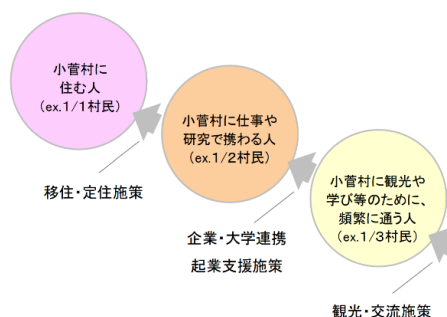 小菅村に
住む人
(ex.1/1村民)
小菅村に仕事や
研究で携わる人
(ex.1/2村民)
移住・定住施策
小菅村に観光や
学び等のために、
頻繁に通う人
(ex.1/3村民)
企業・大学連携
起業支援施策
観光・交流施策